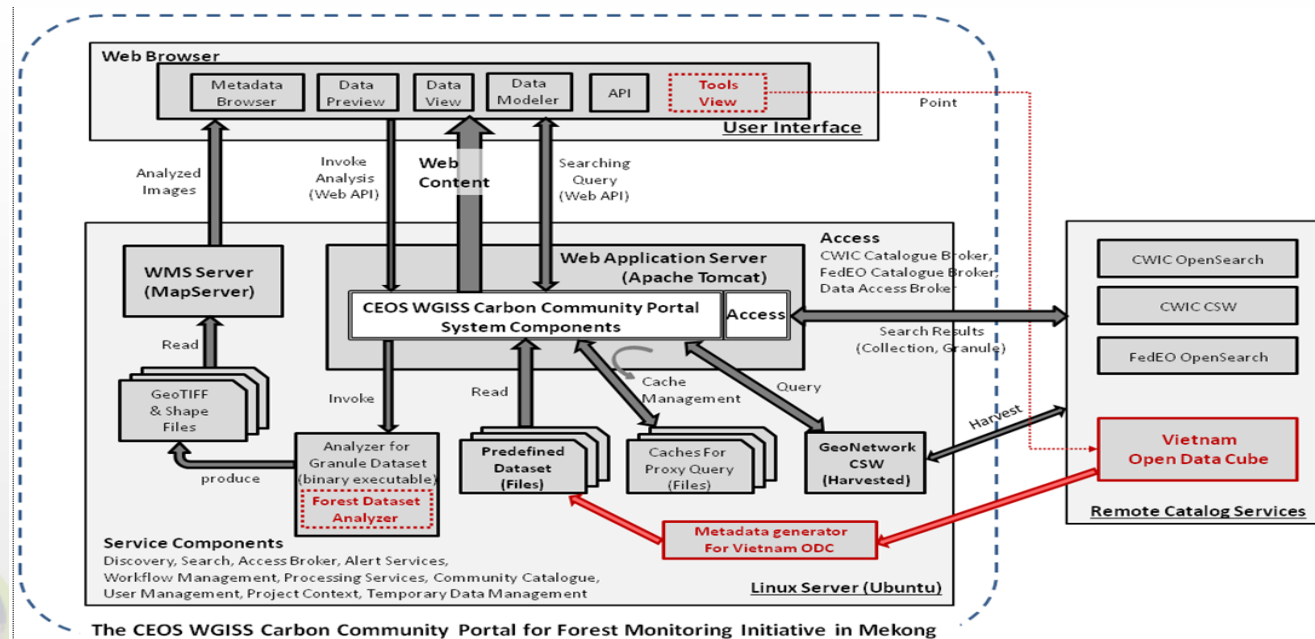 Web Browser
Metadata
Browser
Data
Preview
Data
View
Data
Modeler
API
Tools
View
User Interface
Point
Analyzed
Images
Invoke
Analysis
(Web API)
Web
Content
Searching
Query
(Web API)
WMS Server
(MapServer)
Web Application Server
(Apache Tomcat)
CEOS WGISS Carbon Community Portal
System Components
Access
Access
CWIC Catalogue Broker,
FedEO Catalogue Broker,
Data Access Broker
Search Results
(Collection, Granule)
CWIC OpenSearch
CWIC CSW
FedEO OpenSearch
Vietnam
Open Data Cube
Remote Catalog Services
Read
GeoTIFF
& Shape
Files
produce
Invoke
Analyzer for
Granule Dataset
(binary executable)
Forest Dataset
Analyzer
Read
Predefined
Dataset
(Files)
Cache
Management
Caches For
Proxy Query
(Files)
Query
GeoNetwork
CSW
(Harvested)
Harvest
Metadata generator
For Vietnam ODC
Service Components
Discovery, Search, Access Broker, Alert Services,
Workflow Management, Processing Services, Community Catalogue,
User Management, Project Context, Temporary Data Management
Linux Server (Ubuntu)
The CEOS WGISS Carbon Community Portal for Forest Monitoring Initiative in Mekong